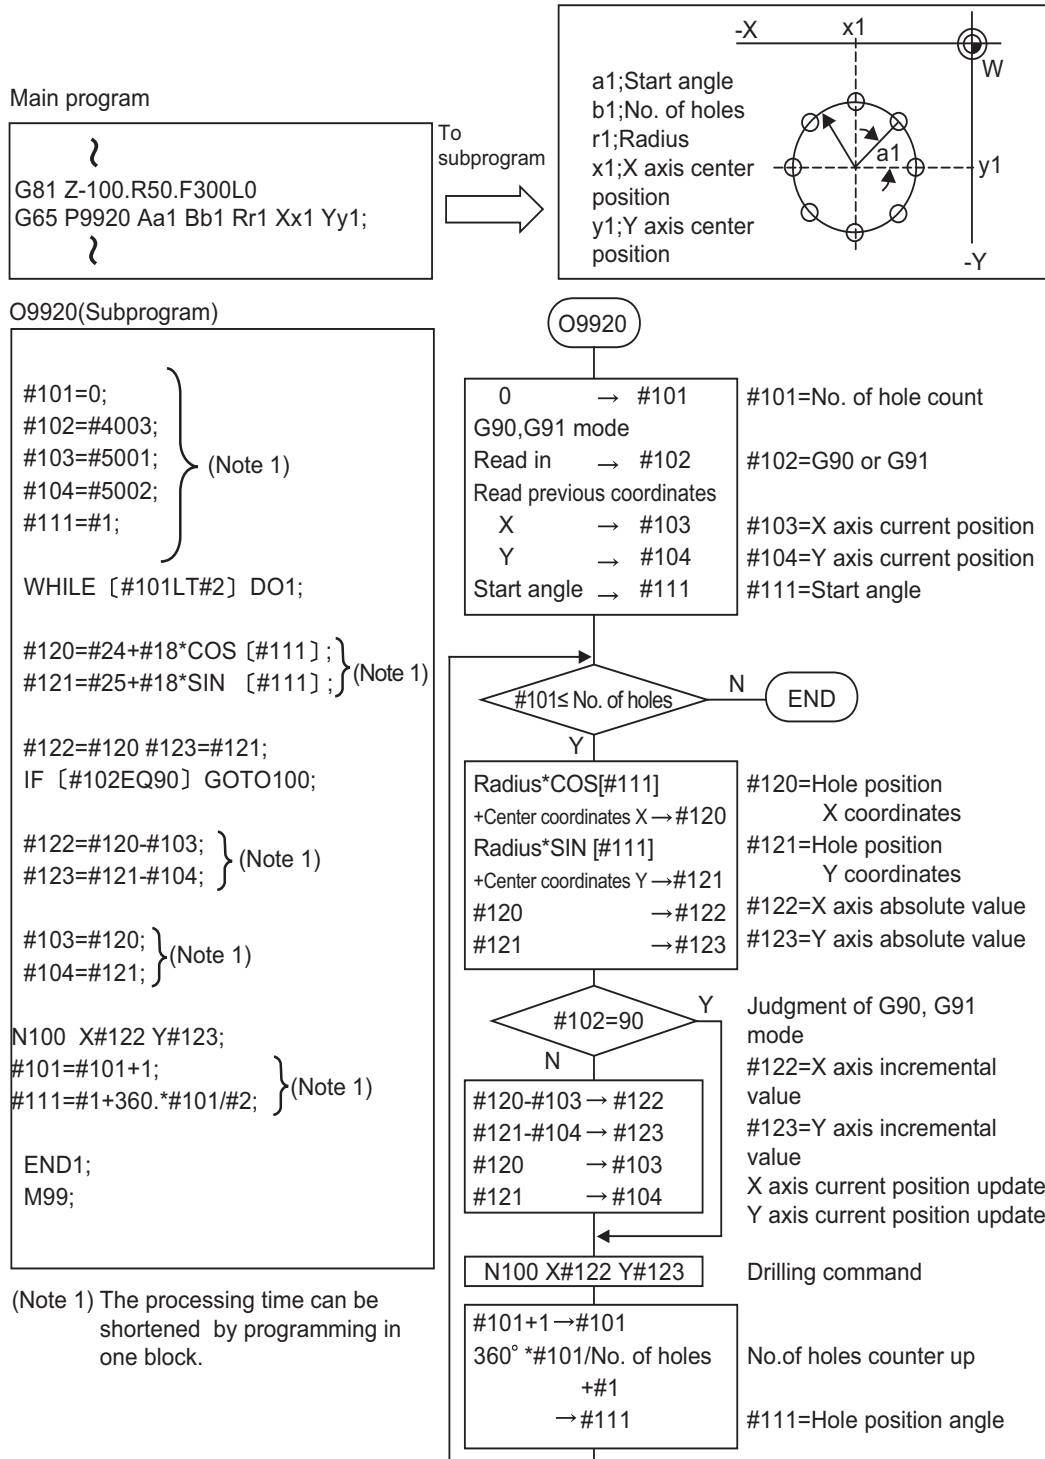 Main program
G81 Z-100.R50.F300L0
G65 P9920 Aa1 Bb1 Rr1 Xx1 Yy1;
To
subprogram
-X
x1
W
a1;Start angle
b1;No. of holes
r1;Radius
x1;X axis center
position
y1;Y axis center
position
a1
y1
-Y
O9920(Subprogram)
#101=0;
#102=#4003;
#103=#5001;
#104=#5002;
#111=#1;
(Note 1)
WHILE [#101LT#2] DO1;
#120=#24+#18*COS [#111] ;
#121=#25+#18*SIN [#111] ;
(Note 1)
#122=#120 #123=#121;
IF [#102EQ90] GOTO100;
#122=#120-#103;
#123=#121-#104;
(Note 1)
#103=#120;
#104=#121;
(Note 1)
N100 X#122 Y#123;
#101=#101+1;
#111=#1+360.*#101/#2;
(Note 1)
END1;
M99;
(Note 1) The processing time can be
shortened by programming in
one block.
O9920
0 → #101
G90,G91 mode
Read in → #102
Read previous coordinates
X → #103
Y → #104
Start angle → #111
#101=No. of hole count
#102=G90 or G91
#103=X axis current position
#104=Y axis current position
#111=Start angle
#101≤ No. of holes
N
END
Y
Radius*COS[#111]
+Center coordinates X →#120
Radius*SIN [#111]
+Center coordinates Y →#121
#120 →#122
#121 →#123
#120=Hole position
X coordinates
#121=Hole position
Y coordinates
#122=X axis absolute value
#123=Y axis absolute value
#102=90
Y
N
Judgment of G90, G91
mode
#120-#103→ #122
#121-#104→ #123
#120 →#103
#121 →#104
#122=X axis incremental
value
#123=Y axis incremental
value
X axis current position update
Y axis current position update
N100 X#122 Y#123
Drilling command
#101+1→#101
360° *#101/No. of holes
+#1
→#111
No.of holes counter up
#111=Hole position angle